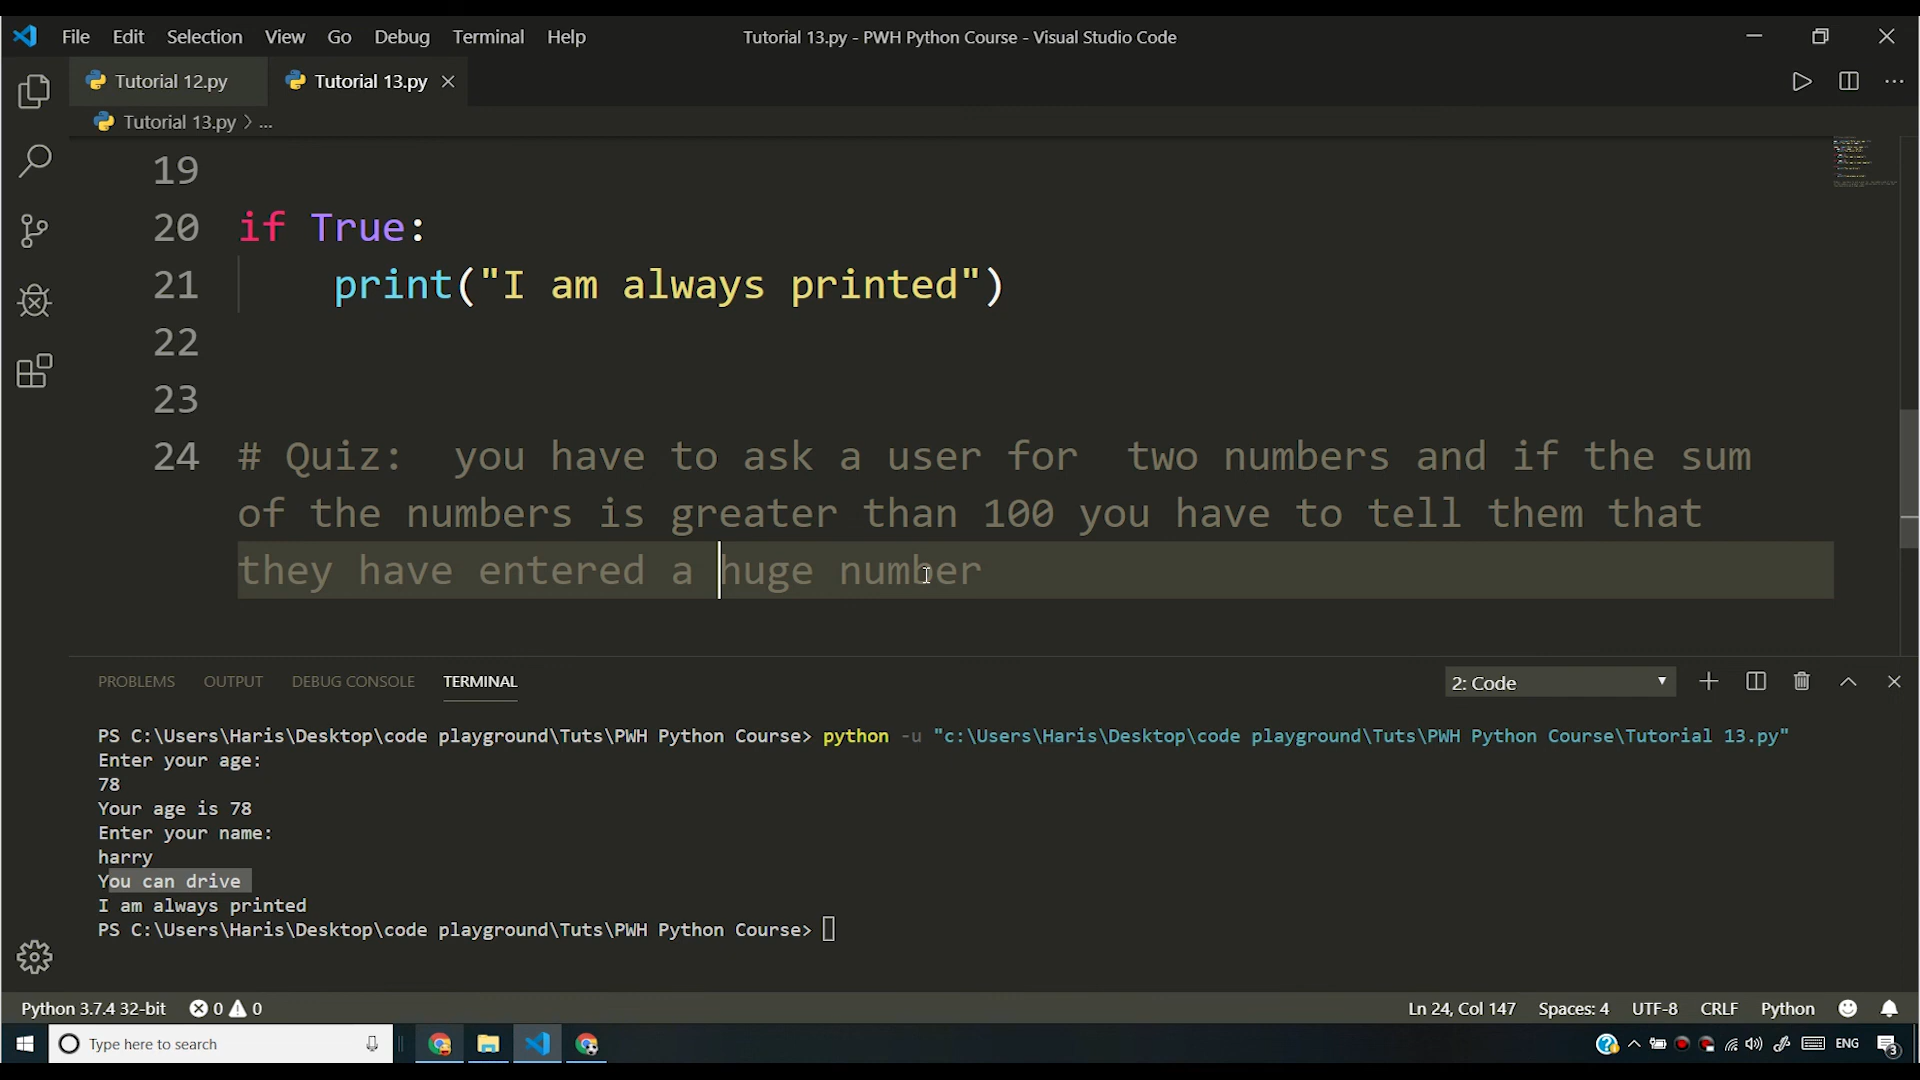 File Edit Selection View Go Debug Terminal Help
Tutorial 13.py - PWH Python Course - Visual Studio Code
Tutorial 12.py
Tutorial 13.py
Tutorial 13.py > ...
19
20 if True:
21 print("I am always printed")
22
23
24 # Quiz:  you have to ask a user for  two numbers and if the sum
of the numbers is greater than 100 you have to tell them that
they have entered a huge number
PROBLEMS OUTPUT DEBUG CONSOLE TERMINAL
2: Code
PS C:\Users\Haris\Desktop\code playground\Tuts\PWH Python Course> python -u "c:\Users\Haris\Desktop\code playground\Tuts\PWH Python Course\Tutorial 13.py"
Enter your age:
78
Your age is 78
Enter your name:
harry
You can drive
I am always printed
PS C:\Users\Haris\Desktop\code playground\Tuts\PWH Python Course>
Python 3.7.4 32-bit 0 0
Ln 24, Col 147 Spaces: 4 UTF-8 CRLF Python
Type here to search
ENG
3